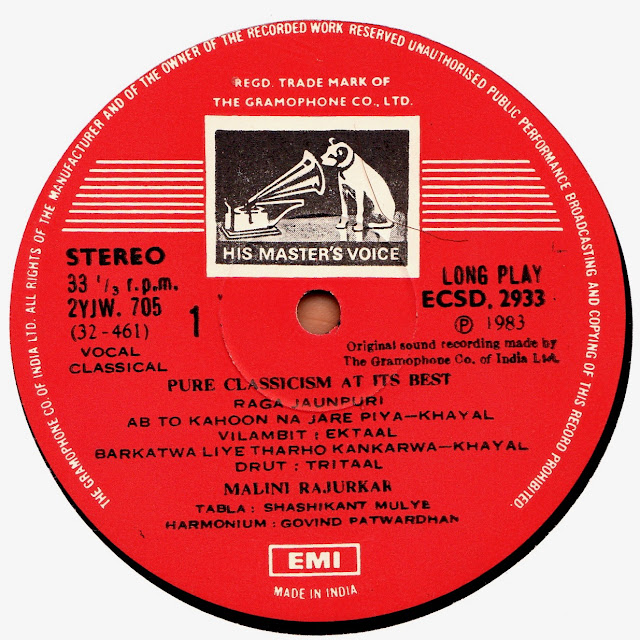 THE GRAMOPHONE CO. OF INDIA LTD. ALL RIGHTS OF THE MANUFACTURER AND OF THE OWNER OF THE RECORDED WORK RESERVED UNAUTHORISED PUBLIC PERFORMANCE BROADCASTING AND COPYING OF THIS RECORD PROHIBITED.
REGD. TRADE MARK OF
THE GRAMOPHONE CO., LTD.
HIS MASTER'S VOICE
STEREO
33 1/3 r.p.m.
2YJW. 705
(32-461)
1
VOCAL
CLASSICAL
LONG PLAY
ECSD. 2933
Ⓟ 1983
Original sound recording made by
The Gramophone Co. of India Ltd.
PURE CLASSICISM AT ITS BEST
RAGA JAUNPURI
AB TO KAHOON NA JARE PIYA—KHAYAL
VILAMBIT : EKTAAL
BARKATWA LIYE THARHO KANKARWA—KHAYAL
DRUT : TRITAAL
MALINI RAJURKAR
TABLA : SHASHIKANT MULYE
HARMONIUM : GOVIND PATWARDHAN
EMI
MADE IN INDIA